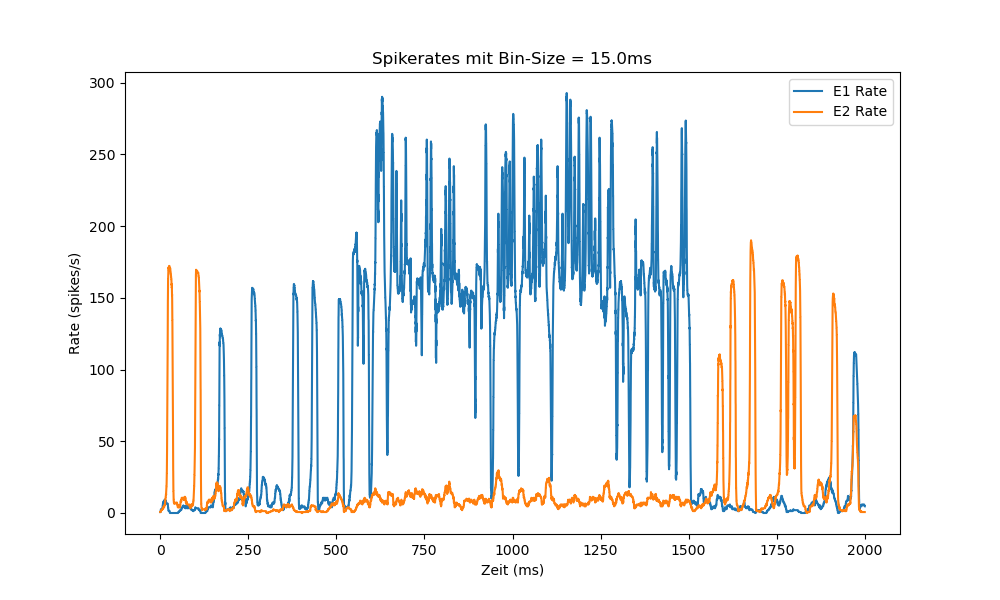 Spikerates mit Bin-Size = 15.0ms
E1 Rate
E2 Rate
Rate (spikes/s)
300
250
200
150
100
50
0
0 250 500 750 1000 1250 1500 1750 2000
Zeit (ms)